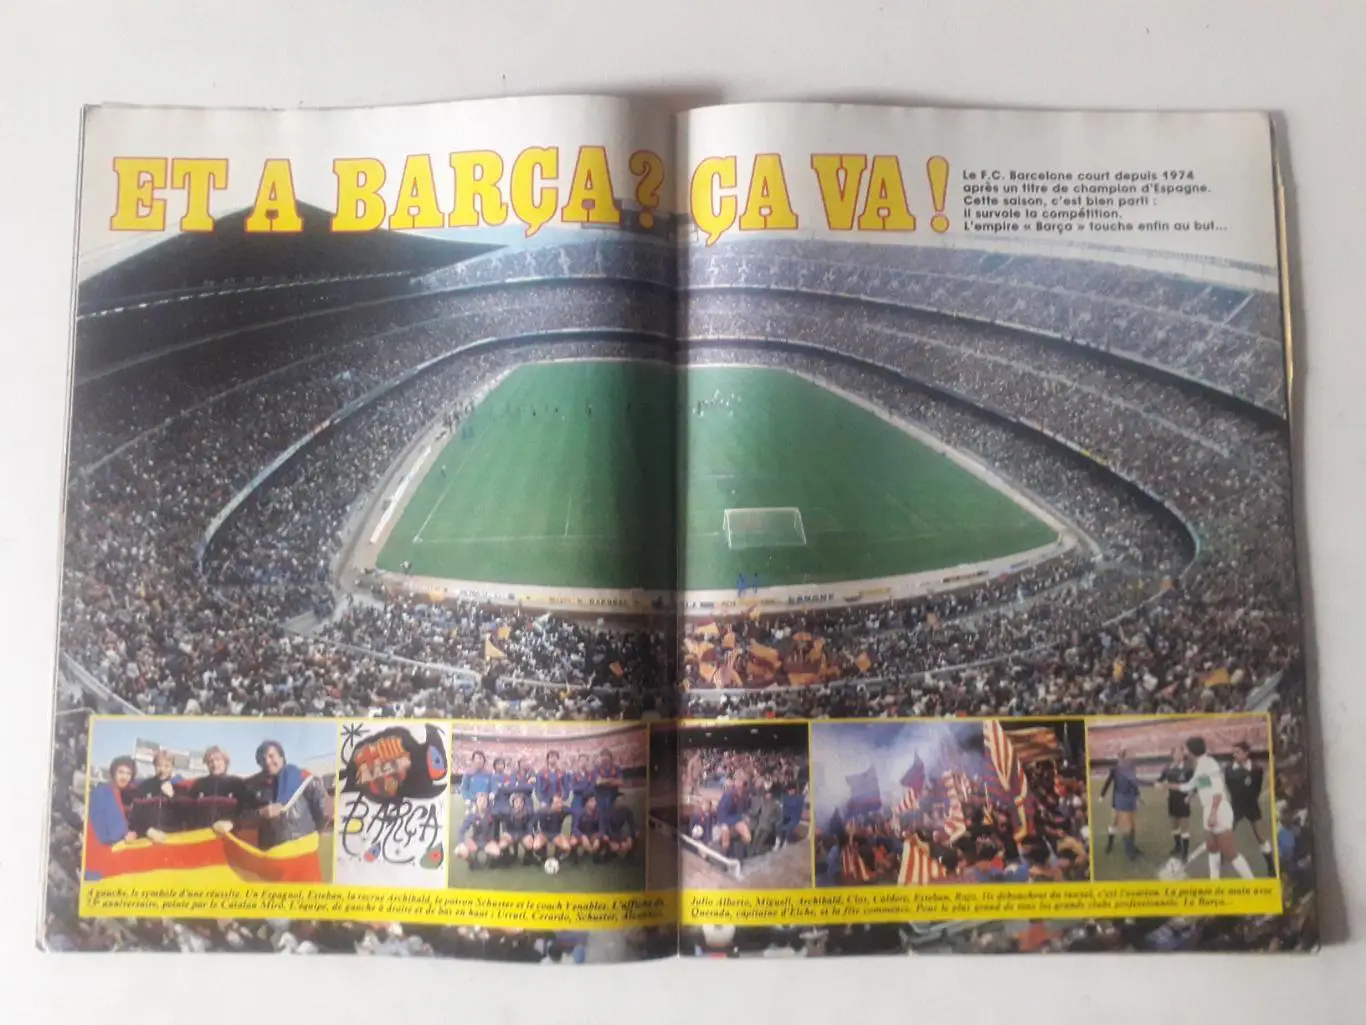 ET A BARÇA? ÇA VA !
Le F.C. Barcelone court depuis 1974
après un titre de champion d'Espagne.
Cette saison, c'est bien parti :
il survole la compétition.
L'empire « Barça » touche enfin au but...
BARÇA
A gauche, le symbole d'une réussite. Un Espagnol, Esteban, la recrue Archibald, le patron Schuster et le coach Venables. L'affiche du
75e anniversaire, peinte par le Catalan Miró. L'équipe, de gauche à droite et de bas en haut : Urruti, Gerardo, Schuster, Alexanco,
Julio Alberto, Migueli, Archibald, Clos, Caldere, Esteban, Rojo. Ils débouchent du tunnel, c'est l'ovation. La poignée de main avec
Quesada, capitaine d'Elche, et la fête commence. Pour le plus grand de tous les grands clubs professionnels. Le Barça...